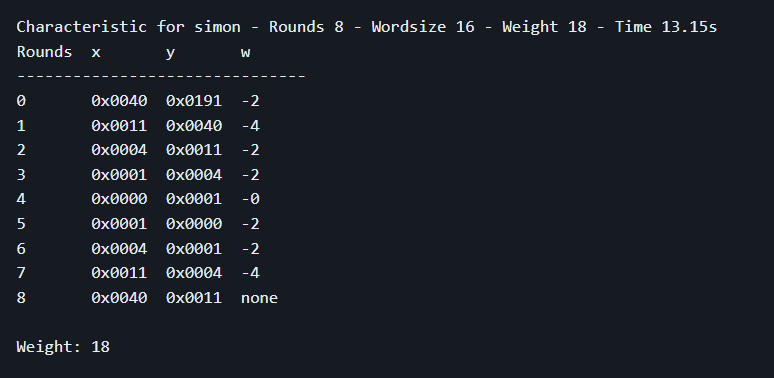 Characteristic for simon - Rounds 8 - Wordsize 16 - Weight 18 - Time 13.15s
Rounds  x       y       w
-------------------------------
0       0x0040  0x0191  -2
1       0x0011  0x0040  -4
2       0x0004  0x0011  -2
3       0x0001  0x0004  -2
4       0x0000  0x0001  -0
5       0x0001  0x0000  -2
6       0x0004  0x0001  -2
7       0x0011  0x0004  -4
8       0x0040  0x0011  none
Weight: 18